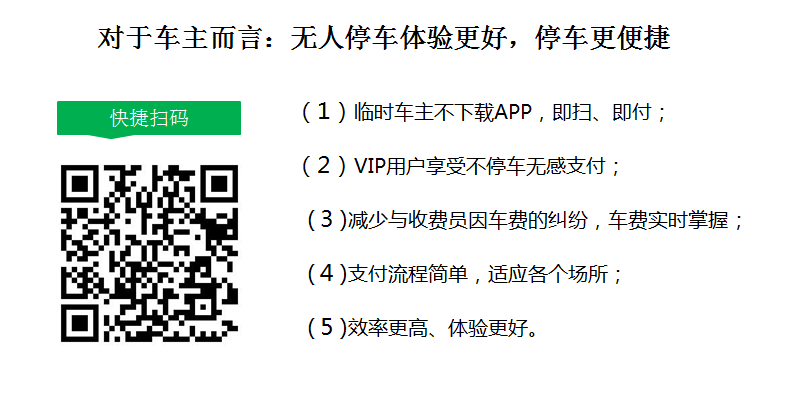 对于车主而言：无人停车体验更好，停车更便捷
快捷扫码
（1）临时车主不下载APP，即扫、即付；
（2）VIP用户享受不停车无感支付；
（3)减少与收费员因车费的纠纷，车费实时掌握；
（4)支付流程简单，适应各个场所；
（5)效率更高、体验更好。